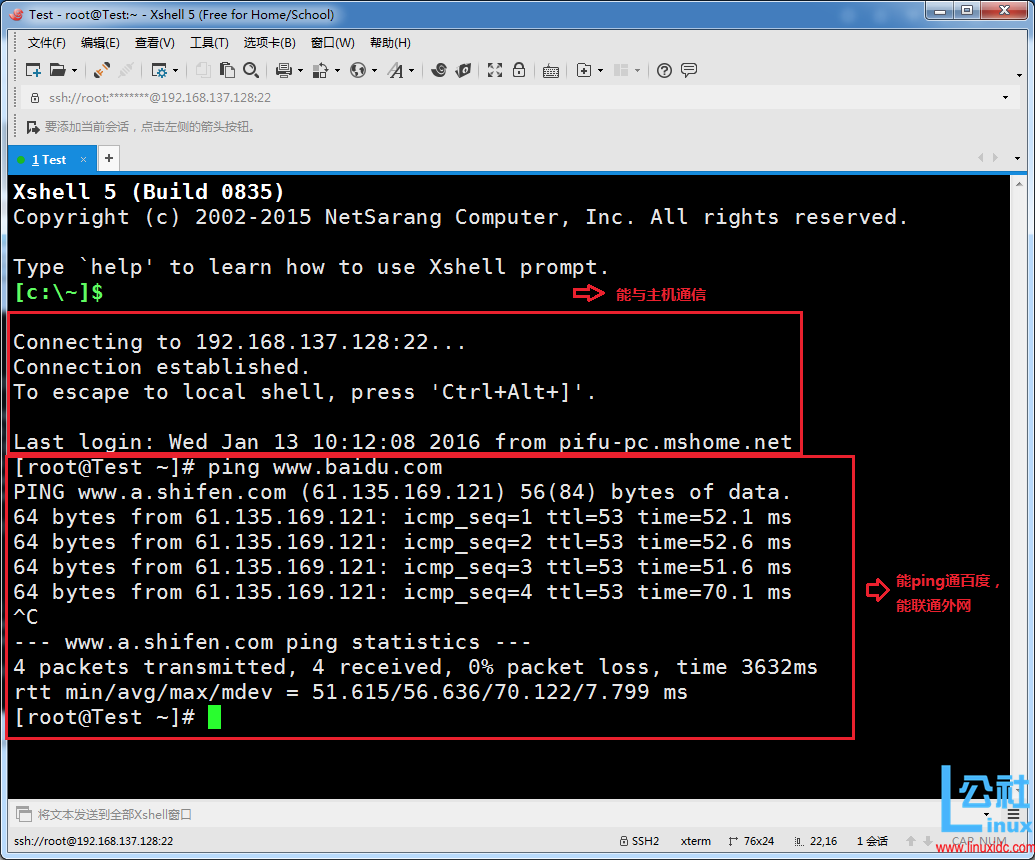 Test - root@Test:~ - Xshell 5 (Free for Home/School)
文件(F) 编辑(E) 查看(V) 工具(T) 选项卡(B) 窗口(W) 帮助(H)
ssh://root:********@192.168.137.128:22
要添加当前会话，点击左侧的箭头按钮。
1 Test × +
Xshell 5 (Build 0835)
Copyright (c) 2002-2015 NetSarang Computer, Inc. All rights reserved.
Type `help' to learn how to use Xshell prompt.
[c:\~]$
能与主机通信
Connecting to 192.168.137.128:22...
Connection established.
To escape to local shell, press 'Ctrl+Alt+]'.
Last login: Wed Jan 13 10:12:08 2016 from pifu-pc.mshome.net
[root@Test ~]# ping www.baidu.com
PING www.a.shifen.com (61.135.169.121) 56(84) bytes of data.
64 bytes from 61.135.169.121: icmp_seq=1 ttl=53 time=52.1 ms
64 bytes from 61.135.169.121: icmp_seq=2 ttl=53 time=52.6 ms
64 bytes from 61.135.169.121: icmp_seq=3 ttl=53 time=51.6 ms
64 bytes from 61.135.169.121: icmp_seq=4 ttl=53 time=70.1 ms
能ping通百度，
能联通外网
^C
--- www.a.shifen.com ping statistics ---
4 packets transmitted, 4 received, 0% packet loss, time 3632ms
rtt min/avg/max/mdev = 51.615/56.636/70.122/7.799 ms
[root@Test ~]#
将文本发送到全部Xshell窗口
ssh://root@192.168.137.128:22 SSH2 xterm 76x24 22,16 1 会话 CAP NUM
公社
Linux
www.linuxidc.com